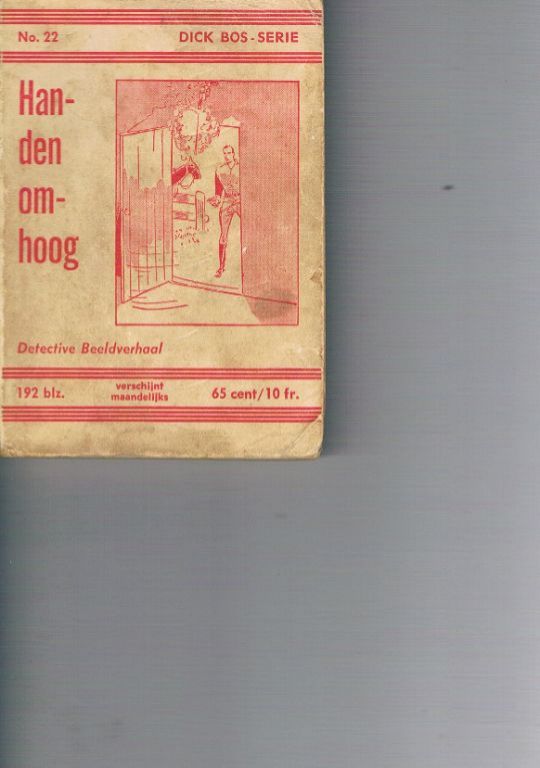 No. 22 DICK BOS - SERIE
Han-
den
om-
hoog
Detective Beeldverhaal
192 blz. verschijnt maandelijks 65 cent/10 fr.